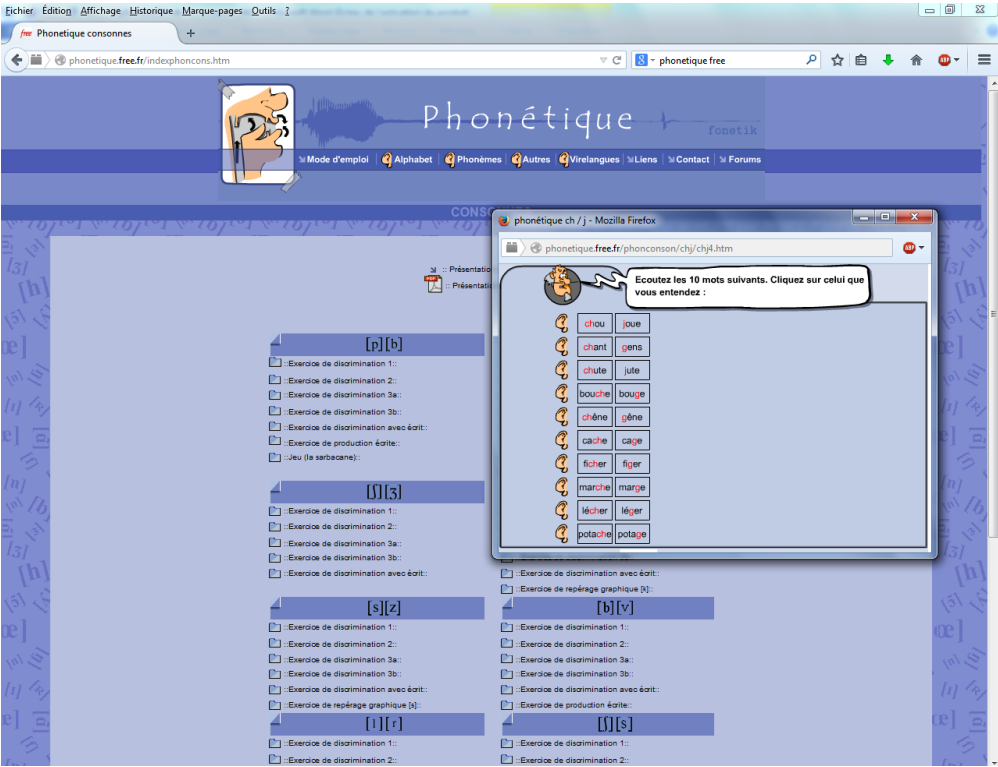 Fichier Édition Affichage Historique Marque-pages Outils ?
free Phonetique consonnes +
phonetique.free.fr/indexphoncons.htm
8 phonetique free
ABP
Phonétique
fonetik
Mode d'emploi Alphabet Phonèmes Autres Virelangues Liens Contact Forums
CONSO
:: Présentatio
:: Présentatio
phonétique ch / j - Mozilla Firefox
phonetique.free.fr/phonconson/chj/chj4.htm
ABP
Ecoutez les 10 mots suivants. Cliquez sur celui que
vous entendez :
chou joue
chant gens
chute jute
bouche bouge
chêne gêne
cache cage
ficher figer
marche marge
lécher léger
potache potage
[p][b]
::Exercice de discrimination 1::
::Exercice de discrimination 2::
::Exercice de discrimination 3a::
::Exercice de discrimination 3b::
::Exercice de discrimination avec écrit::
::Exercice de production écrite::
::Jeu (la sarbacane)::
[ʃ][ʒ]
::Exercice de discrimination 1::
::Exercice de discrimination 2::
::Exercice de discrimination 3a::
::Exercice de discrimination 3b::
::Exercice de discrimination avec écrit::
::Exercice de discrimination avec écrit::
::Exercice de repérage graphique [k]::
[s][z]
::Exercice de discrimination 1::
::Exercice de discrimination 2::
::Exercice de discrimination 3a::
::Exercice de discrimination 3b::
::Exercice de discrimination avec écrit::
::Exercice de repérage graphique [s]::
[b][v]
::Exercice de discrimination 1::
::Exercice de discrimination 2::
::Exercice de discrimination 3a::
::Exercice de discrimination 3b::
::Exercice de discrimination avec écrit::
::Exercice de production écrite::
[l][r]
::Exercice de discrimination 1::
::Exercice de discrimination 2::
[ʃ][s]
::Exercice de discrimination 1::
::Exercice de discrimination 2::